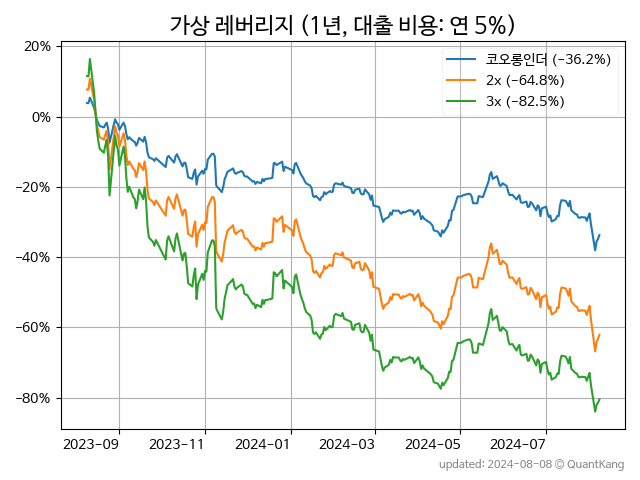 가상 레버리지 (1년, 대출 비용: 연 5%)
코오롱인더 (-36.2%)
2x (-64.8%)
3x (-82.5%)
20%
0%
-20%
-40%
-60%
-80%
2023-09 2023-11 2024-01 2024-03 2024-05 2024-07
updated: 2024-08-08 © QuantKang